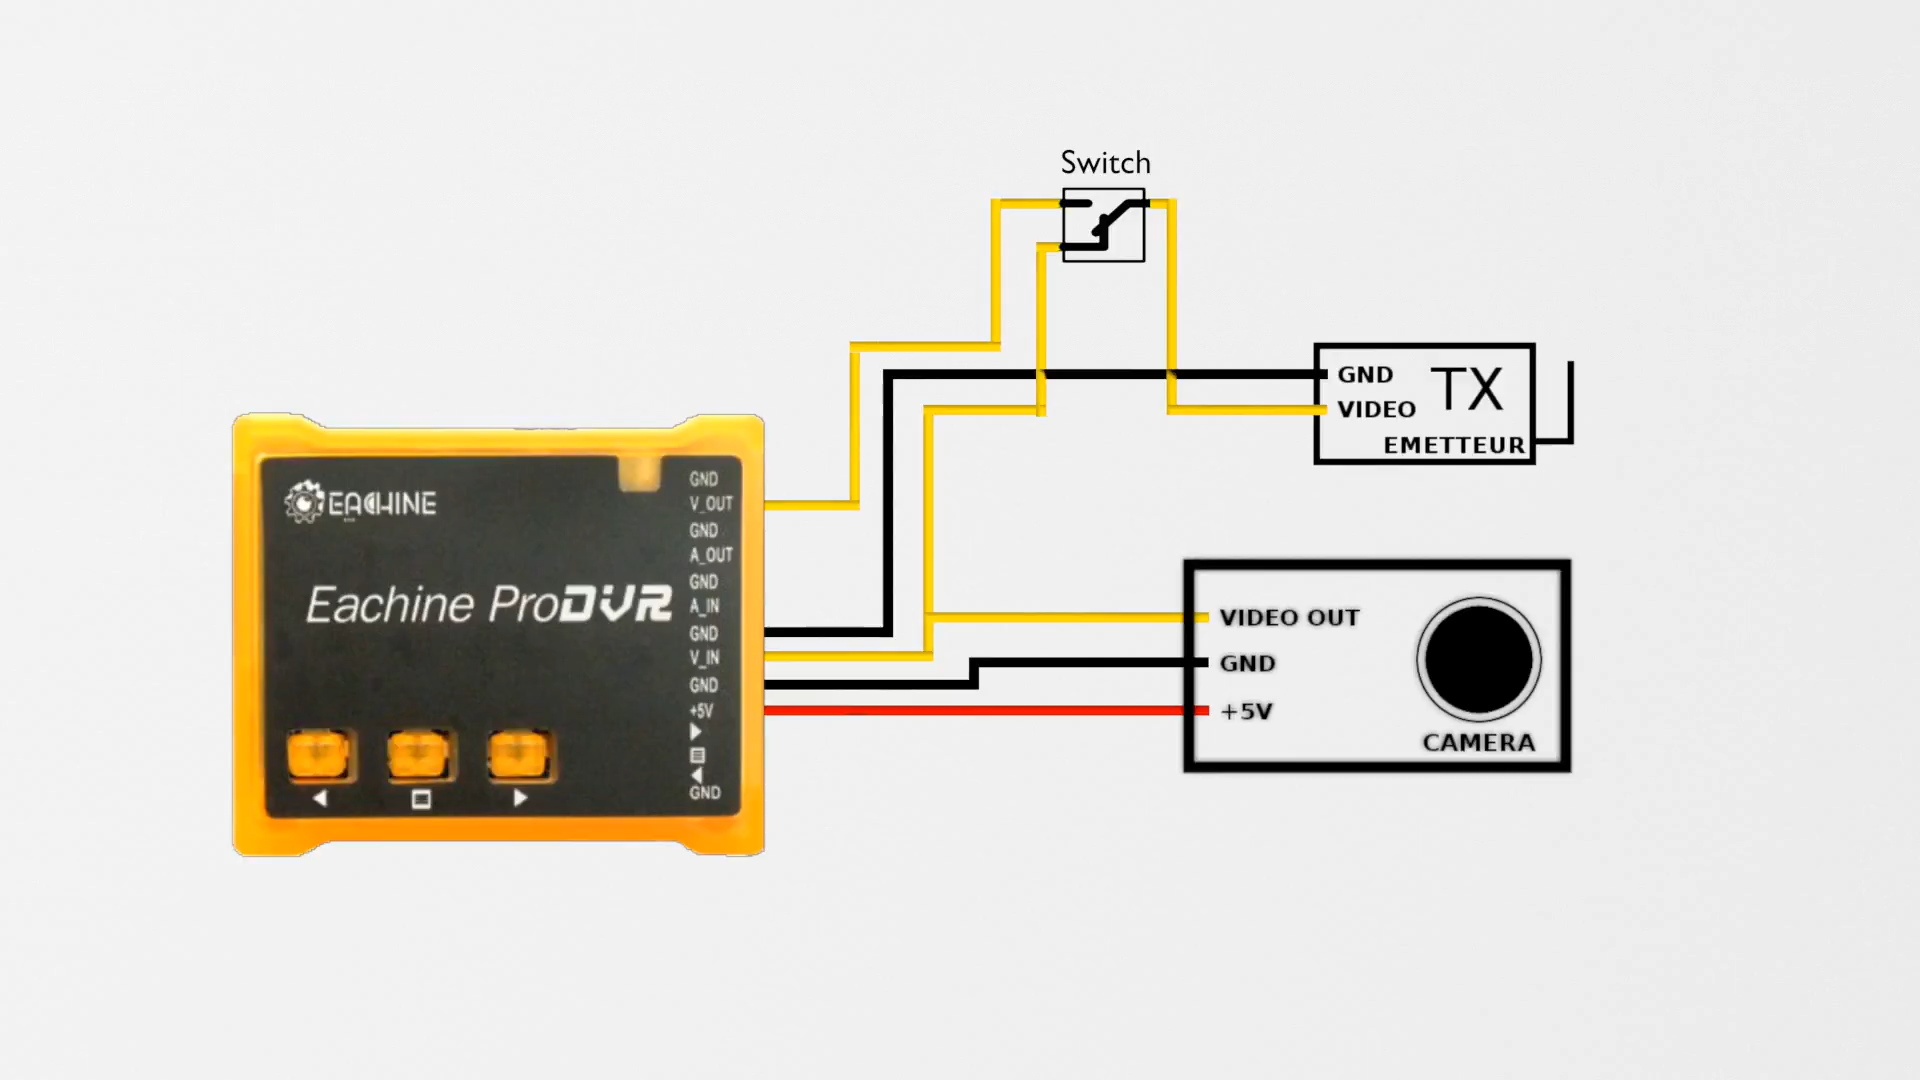 Switch
GND
VIDEO
TX
EMETTEUR
EACHINE
Eachine ProDVR
GND
V_OUT
GND
A_OUT
GND
A_IN
GND
V_IN
GND
+5V
GND
VIDEO OUT
GND
+5V
CAMERA